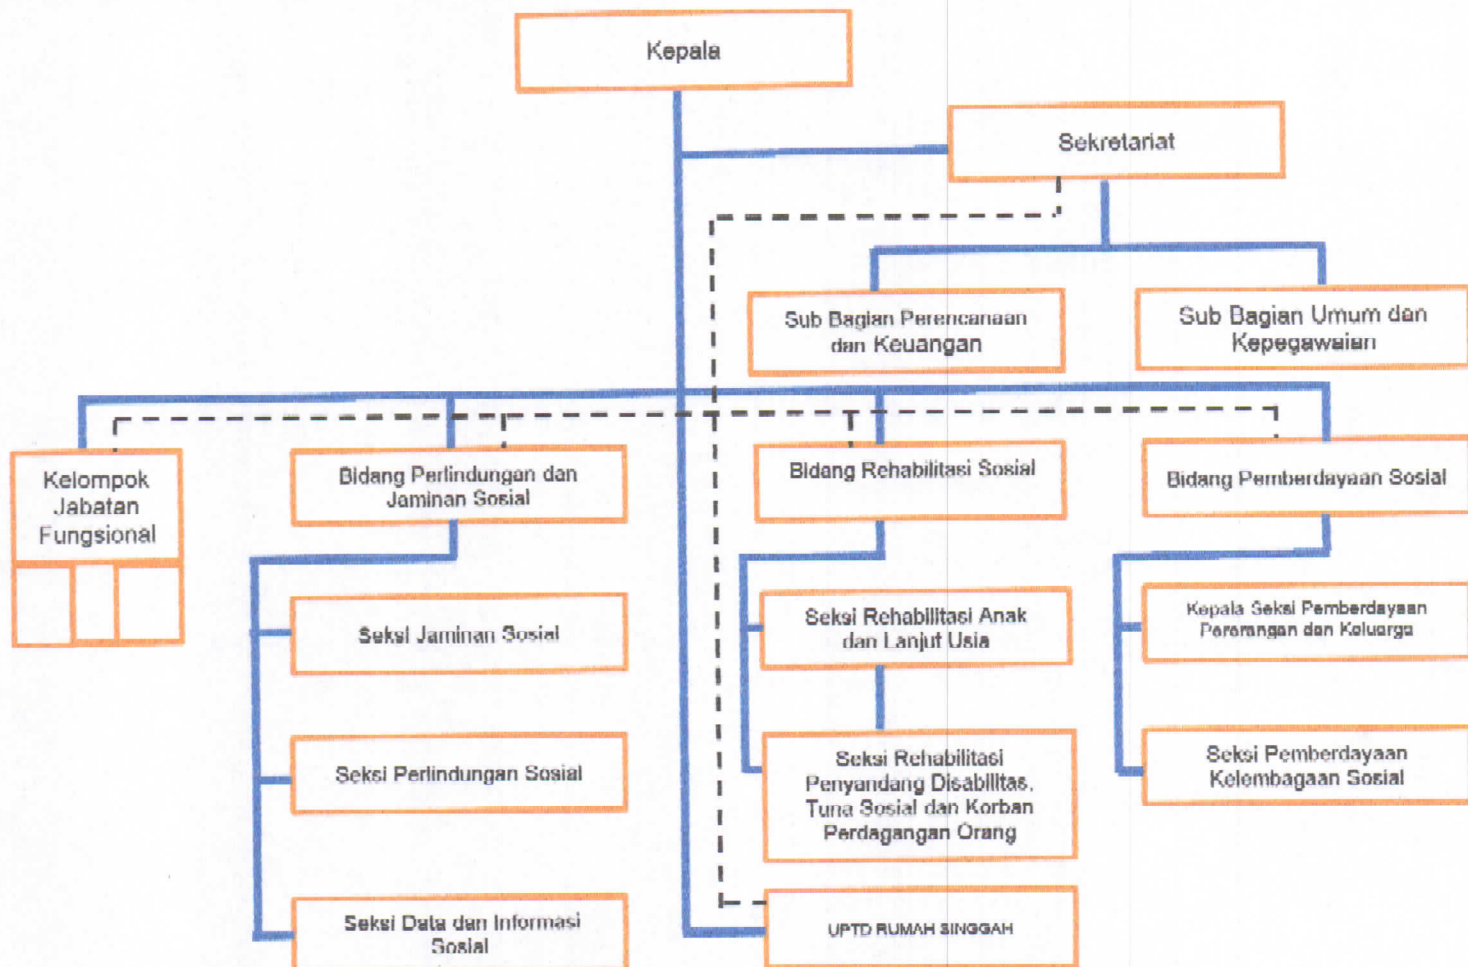 Kepala
Sekretariat
Sub Bagian Perencanaan
dan Keuangan
Sub Bagian Umum dan
Kepegawaian
Kelompok
Jabatan
Fungsional
Bidang Perlindungan dan
Jaminan Sosial
Bidang Rehabilitasi Sosial
Bidang Pemberdayaan Sosial
Seksi Jaminan Sosial
Seksi Rehabilitasi Anak
dan Lanjut Usia
Kepala Seksi Pemberdayaan
Perorangan dan Keluarga
Seksi Perlindungan Sosial
Seksi Rehabilitasi
Penyandang Disabilitas,
Tuna Sosial dan Korban
Perdagangan Orang
Seksi Pemberdayaan
Kelembagaan Sosial
Seksi Data dan Informasi
Sosial
UPTD RUMAH SINGGAH